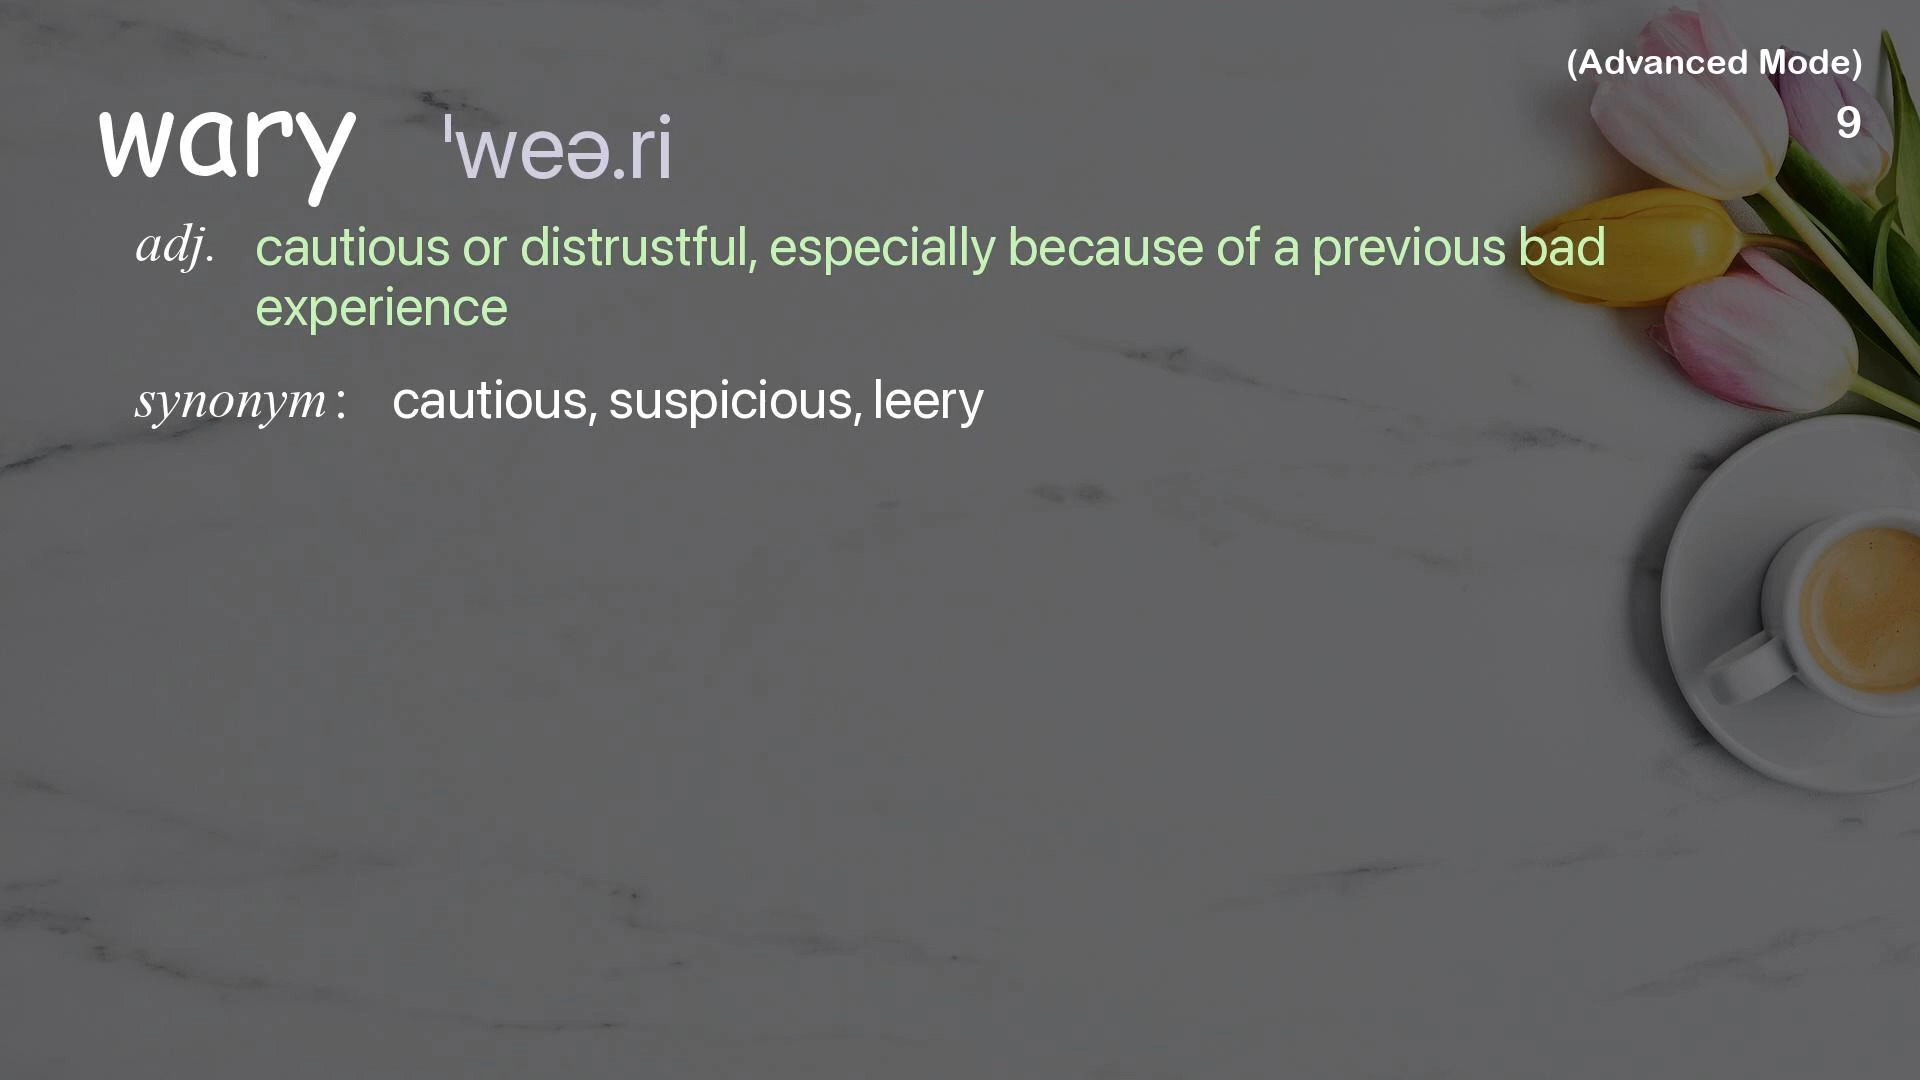 (Advanced Mode)
9
wary ˈweə.ri
adj. cautious or distrustful, especially because of a previous bad
experience
synonym : cautious, suspicious, leery